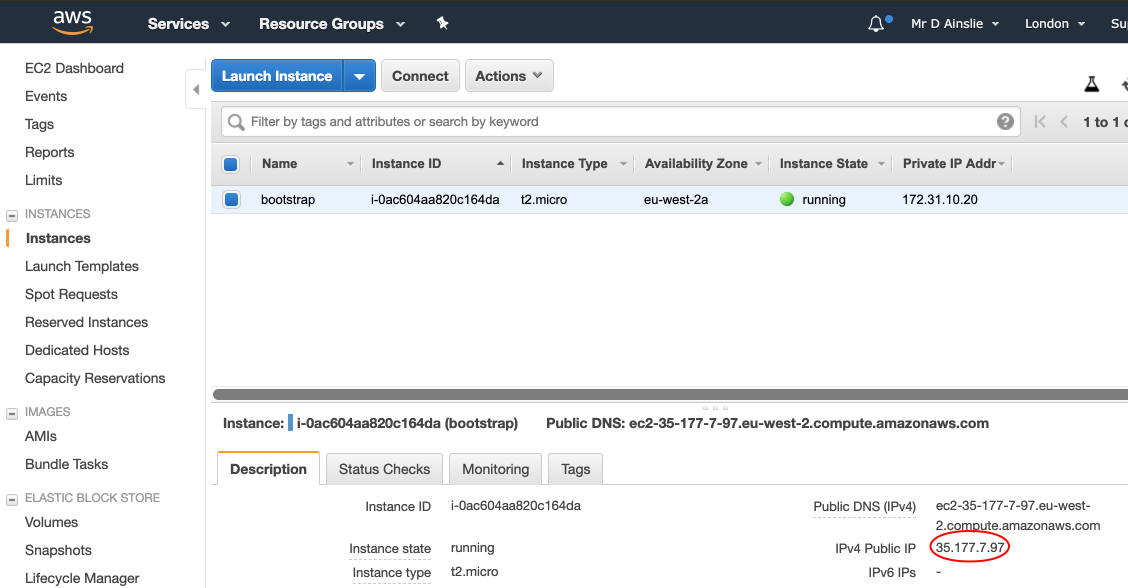 aws Services Resource Groups Mr D Ainslie London
EC2 Dashboard
Events
Tags
Reports
Limits
INSTANCES
Instances
Launch Templates
Spot Requests
Reserved Instances
Dedicated Hosts
Capacity Reservations
IMAGES
AMIs
Bundle Tasks
ELASTIC BLOCK STORE
Volumes
Snapshots
Lifecycle Manager
Launch Instance Connect Actions
Filter by tags and attributes or search by keyword ? 1 to 1
Name Instance ID Instance Type Availability Zone Instance State Private IP Addr
bootstrap i-0ac604aa820c164da t2.micro eu-west-2a running 172.31.10.20
Instance: i-0ac604aa820c164da (bootstrap) Public DNS: ec2-35-177-7-97.eu-west-2.compute.amazonaws.com
Description Status Checks Monitoring Tags
Instance ID i-0ac604aa820c164da
Instance state running
Instance type t2.micro
Public DNS (IPv4) ec2-35-177-7-97.eu-west-
2.compute.amazonaws.com
IPv4 Public IP 35.177.7.97
IPv6 IPs -